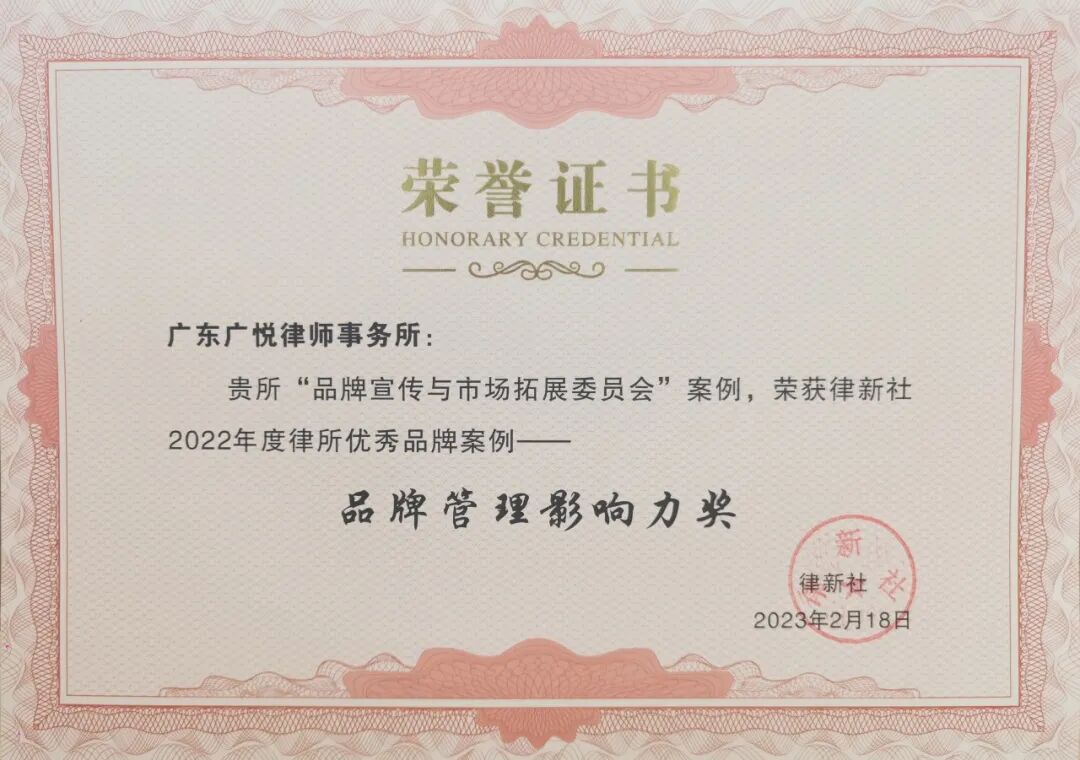 荣誉证书
HONORARY CREDENTIAL
广东广悦律师事务所：
贵所“品牌宣传与市场拓展委员会”案例，荣获律新社
2022年度律所优秀品牌案例——
品牌管理影响力奖
律新社
2023年2月18日
律新社